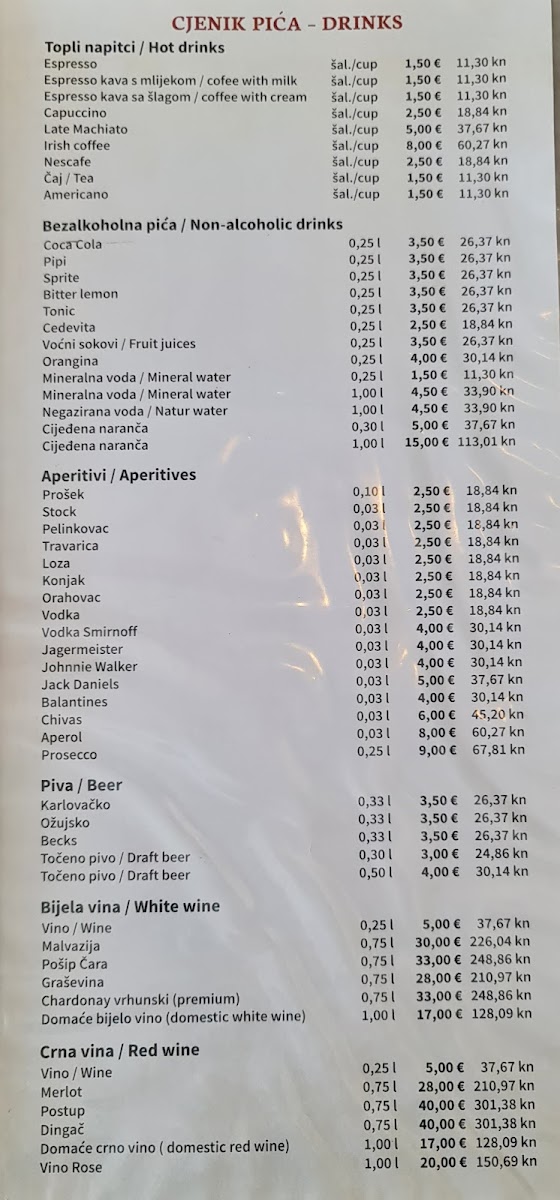 CJENIK PIĆA - DRINKS
Topli napitci / Hot drinks
Espresso šal./cup 1,50 € 11,30 kn
Espresso kava s mlijekom / cofee with milk šal./cup 1,50 € 11,30 kn
Espresso kava sa šlagom / coffee with cream šal./cup 1,50 € 11,30 kn
Capuccino šal./cup 2,50 € 18,84 kn
Late Machiato šal./cup 5,00 € 37,67 kn
Irish coffee šal./cup 8,00 € 60,27 kn
Nescafe šal./cup 2,50 € 18,84 kn
Čaj / Tea šal./cup 1,50 € 11,30 kn
Americano šal./cup 1,50 € 11,30 kn
Bezalkoholna pića / Non-alcoholic drinks
Coca Cola 0,25 l 3,50 € 26,37 kn
Pipi 0,25 l 3,50 € 26,37 kn
Sprite 0,25 l 3,50 € 26,37 kn
Bitter lemon 0,25 l 3,50 € 26,37 kn
Tonic 0,25 l 3,50 € 26,37 kn
Cedevita 0,25 l 2,50 € 18,84 kn
Voćni sokovi / Fruit juices 0,25 l 3,50 € 26,37 kn
Orangina 0,25 l 4,00 € 30,14 kn
Mineralna voda / Mineral water 0,25 l 1,50 € 11,30 kn
Mineralna voda / Mineral water 1,00 l 4,50 € 33,90 kn
Negazirana voda / Natur water 1,00 l 4,50 € 33,90 kn
Cijeđena naranča 0,30 l 5,00 € 37,67 kn
Cijeđena naranča 1,00 l 15,00 € 113,01 kn
Aperitivi / Aperitives
Prošek 0,10 l 2,50 € 18,84 kn
Stock 0,03 l 2,50 € 18,84 kn
Pelinkovac 0,03 l 2,50 € 18,84 kn
Travarica 0,03 l 2,50 € 18,84 kn
Loza 0,03 l 2,50 € 18,84 kn
Konjak 0,03 l 2,50 € 18,84 kn
Orahovac 0,03 l 2,50 € 18,84 kn
Vodka 0,03 l 2,50 € 18,84 kn
Vodka Smirnoff 0,03 l 4,00 € 30,14 kn
Jagermeister 0,03 l 4,00 € 30,14 kn
Johnnie Walker 0,03 l 4,00 € 30,14 kn
Jack Daniels 0,03 l 5,00 € 37,67 kn
Balantines 0,03 l 4,00 € 30,14 kn
Chivas 0,03 l 6,00 € 45,20 kn
Aperol 0,03 l 8,00 € 60,27 kn
Prosecco 0,25 l 9,00 € 67,81 kn
Piva / Beer
Karlovačko 0,33 l 3,50 € 26,37 kn
Ožujsko 0,33 l 3,50 € 26,37 kn
Becks 0,33 l 3,50 € 26,37 kn
Točeno pivo / Draft beer 0,30 l 3,00 € 24,86 kn
Točeno pivo / Draft beer 0,50 l 4,00 € 30,14 kn
Bijela vina / White wine
Vino / Wine 0,25 l 5,00 € 37,67 kn
Malvazija 0,75 l 30,00 € 226,04 kn
Pošip Čara 0,75 l 33,00 € 248,86 kn
Graševina 0,75 l 28,00 € 210,97 kn
Chardonay vrhunski (premium) 0,75 l 33,00 € 248,86 kn
Domaće bijelo vino (domestic white wine) 1,00 l 17,00 € 128,09 kn
Crna vina / Red wine
Vino / Wine 0,25 l 5,00 € 37,67 kn
Merlot 0,75 l 28,00 € 210,97 kn
Postup 0,75 l 40,00 € 301,38 kn
Dingač 0,75 l 40,00 € 301,38 kn
Domaće crno vino ( domestic red wine) 1,00 l 17,00 € 128,09 kn
Vino Rose 1,00 l 20,00 € 150,69 kn